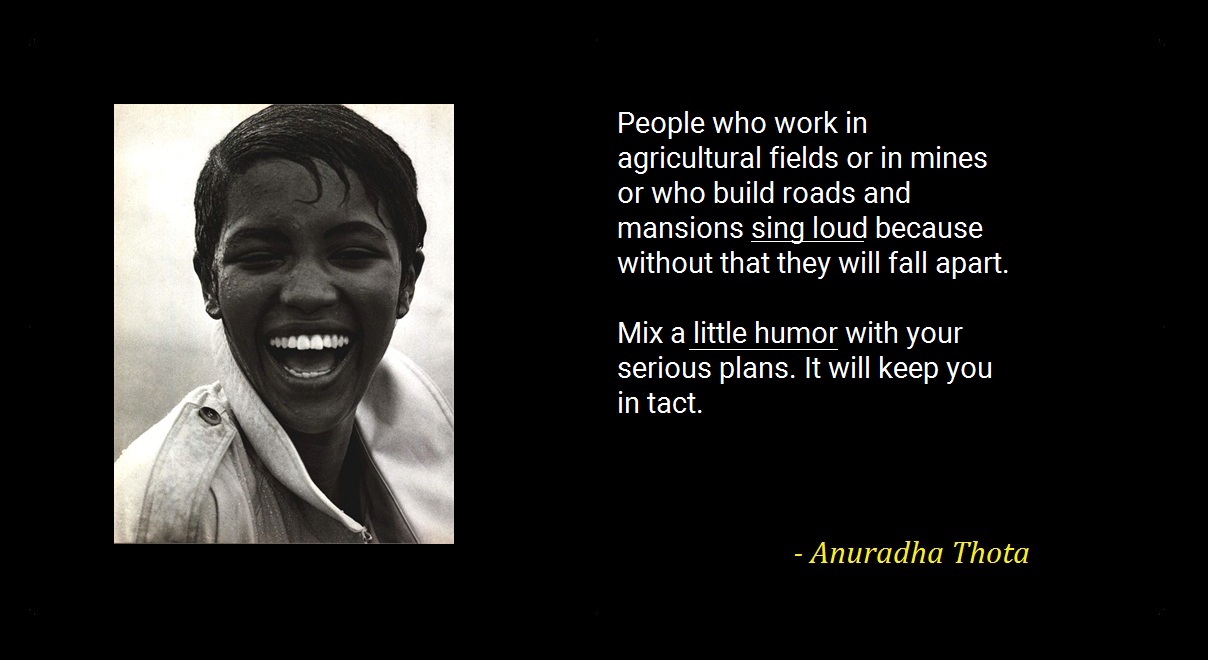 People who work in
agricultural fields or in mines
or who build roads and
mansions sing loud because
without that they will fall apart.
Mix a little humor with your
serious plans. It will keep you
in tact.
- Anuradha Thota